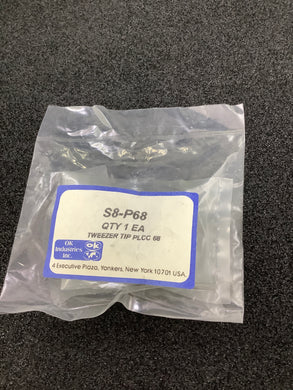 S8-P68
QTY 1 EA
TWEEZER TIP PLCC 68
OK
Industries
Inc.
OK
4 Executive Plaza, Yonkers, New York 10701 USA